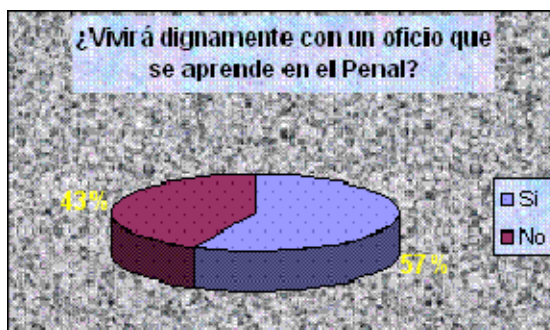 ¿Vivirá dignamente con un oficio que
se aprende en el Penal?
43%
57%
Si
No